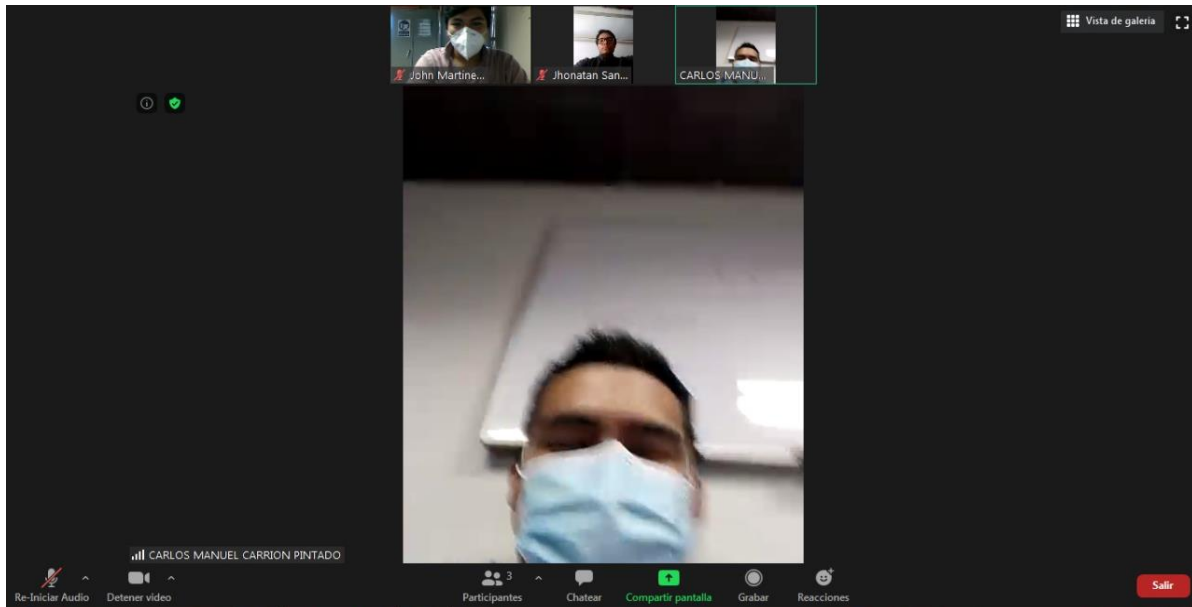 Vista de galería
John Martine...
Jhonatan San...
CARLOS MANU...
CARLOS MANUEL CARRION PINTADO
Re-Iniciar Audio
Detener video
Participantes
3
Chatear
Compartir pantalla
Grabar
Reacciones
Salir